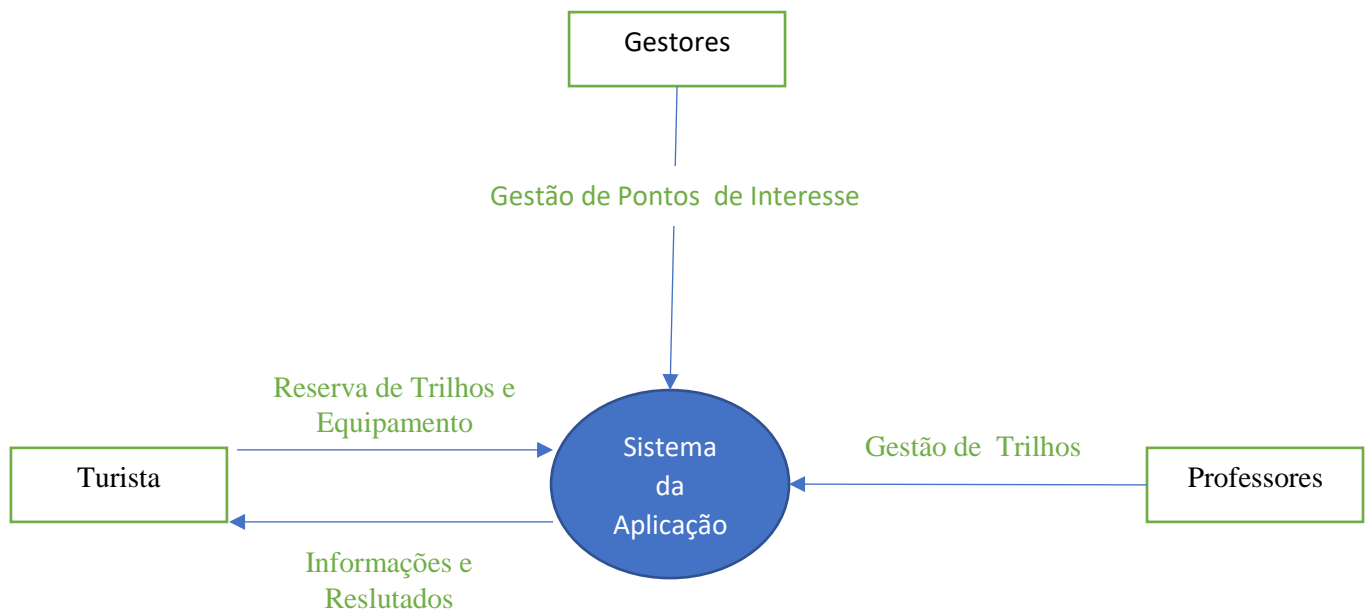 Gestores
Gestão de Pontos  de Interesse
Reserva de Trilhos e
Equipamento
Turista
Sistema
da
Aplicação
Gestão de  Trilhos
Professores
Informações e
Reslutados